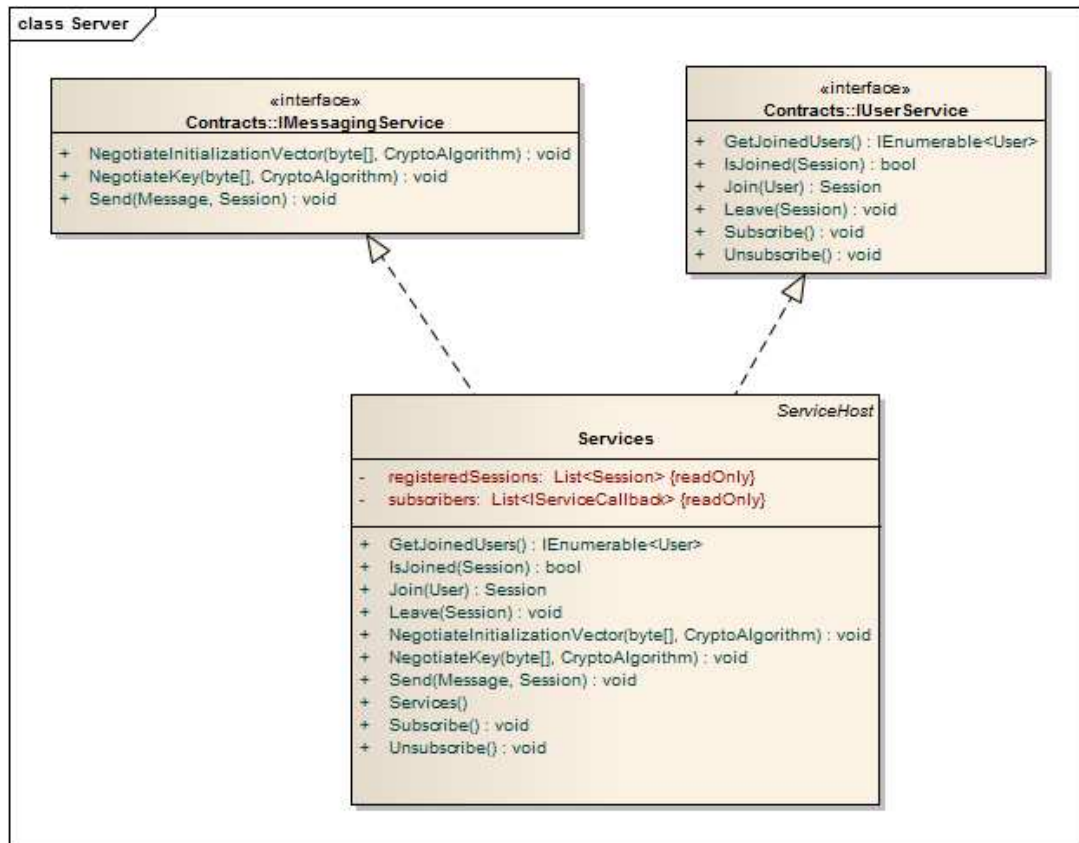 class Server
«interface»
Contracts::IMessagingService
+ NegotiateInitializationVector(byte[], CryptoAlgorithm) : void
+ NegotiateKey(byte[], CryptoAlgorithm) : void
+ Send(Message, Session) : void
«interface»
Contracts::IUserService
+ GetJoinedUsers() : IEnumerable<User>
+ IsJoined(Session) : bool
+ Join(User) : Session
+ Leave(Session) : void
+ Subscribe() : void
+ Unsubscribe() : void
ServiceHost
Services
- registeredSessions: List<Session> {readOnly}
- subscribers: List<IServiceCallback> {readOnly}
+ GetJoinedUsers() : IEnumerable<User>
+ IsJoined(Session) : bool
+ Join(User) : Session
+ Leave(Session) : void
+ NegotiateInitializationVector(byte[], CryptoAlgorithm) : void
+ NegotiateKey(byte[], CryptoAlgorithm) : void
+ Send(Message, Session) : void
+ Services()
+ Subscribe() : void
+ Unsubscribe() : void